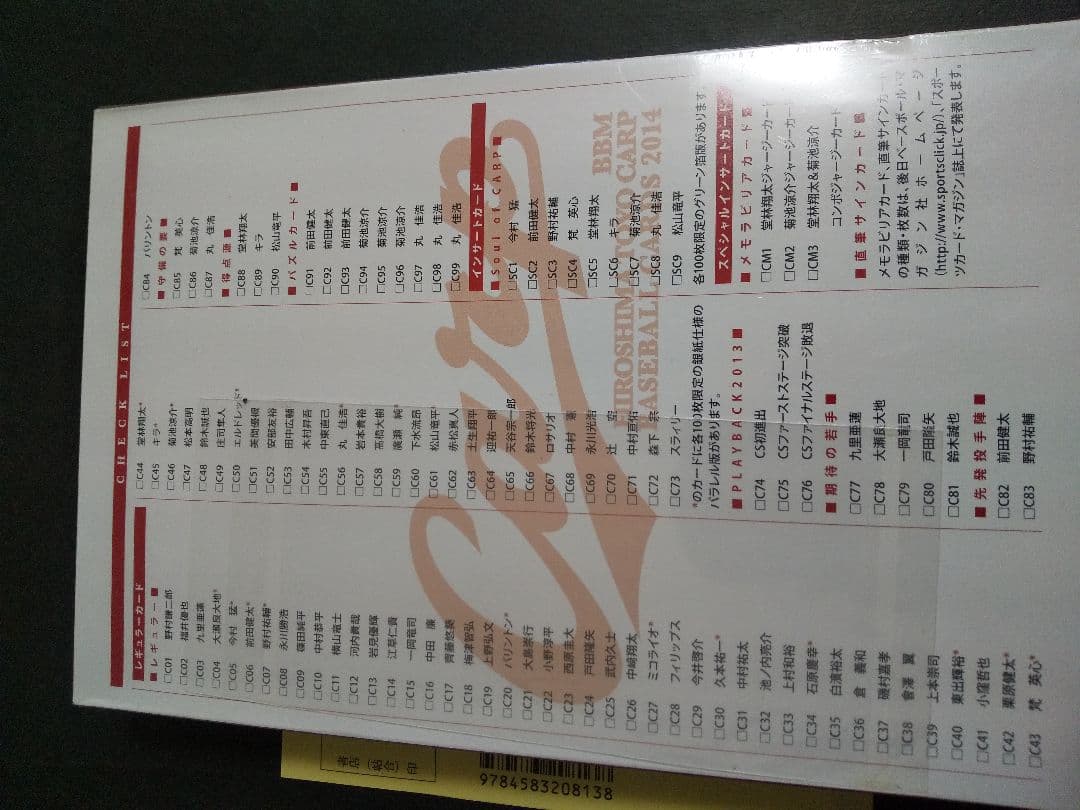 CHECK LIST
レギュラーカード
■レギュラー■
□C01 野村謙二郎
□C02 福井優也
□C03 九里亜蓮
□C04 大瀬良大地*
□C05 今村 猛*
□C06 前田健太*
□C07 野村祐輔*
□C08 永川勝浩
□C09 篠田純平
□C10 中村恭平
□C11 横山竜士
□C12 河内貴哉
□C13 岩見優輝
□C14 江草仁貴
□C15 一岡竜司
□C16 中田 廉
□C17 齊藤悠葵
□C18 梅津智弘
□C19 上野弘文
□C20 バリントン*
□C21 大島崇行
□C22 小野淳平
□C23 西原圭大
□C24 戸田隆矢
□C25 武内久士
□C26 中﨑翔太
□C27 ミコライオ*
□C28 フィリップス
□C29 今井啓介
□C30 久本祐一*
□C31 中村祐太
□C32 池ノ内亮介
□C33 上村和裕
□C34 石原慶幸*
□C35 白濱裕太
□C36 倉 義和
□C37 磯村嘉孝
□C38 會澤 翼
□C39 上本崇司
□C40 東出輝裕*
□C41 小窪哲也
□C42 栗原健太*
□C43 梵 英心*
□C44 堂林翔太*
□C45 キラ*
□C46 菊池涼介*
□C47 松本高明
□C48 鈴木誠也
□C49 庄司隼人
□C50 エルドレッド*
□C51 美間優槻
□C52 安部友裕
□C53 田中広輔
□C54 木村昇吾
□C55 中東直己
□C56 丸 佳浩*
□C57 岩本貴裕
□C58 髙橋大樹
□C59 廣瀬 純*
□C60 下水流昂
□C61 松山竜平*
□C62 赤松真人
□C63 土生翔平
□C64 迎祐一郎
□C65 天谷宗一郎
□C66 鈴木将光
□C67 ロサリオ
□C68 中村 憲
□C69 永川光浩
□C70 辻 空
□C71 中村亘佑
□C72 森下 宗
□C73 スライリー
*のカードに各100枚限定の銀紙仕様の
パラレル版があります。
■PLAYBACK2013■
□C74 CS初進出
□C75 CSファーストステージ突破
□C76 CSファイナルステージ敗退
■期待の若手■
□C77 九里亜蓮
□C78 大瀬良大地
□C79 一岡竜司
□C80 戸田隆矢
□C81 鈴木誠也
■先発投手陣■
□C82 前田健太
□C83 野村祐輔
□C84 バリントン
■守備の要■
□C85 梵 英心
□C86 菊池涼介
□C87 丸 佳浩
■得点源■
□C88 堂林翔太
□C89 キラ
□C90 松山竜平
■パズルカード■
□C91 前田健太
□C92 前田健太
□C93 前田健太
□C94 菊池涼介
□C95 菊池涼介
□C96 菊池涼介
□C97 丸 佳浩
□C98 丸 佳浩
□C99 丸 佳浩
インサートカード
■Soul of CARP■
□SC1 今村 猛
□SC2 前田健太
□SC3 野村祐輔
□SC4 梵 英心
□SC5 堂林翔太
□SC6 キラ
□SC7 菊池涼介
□SC8 丸 佳浩
□SC9 松山竜平
各100枚限定のグリーン箔版があります。
スペシャルインサートカード
■メモラビリアカード
□CM1 堂林翔太ジャージーカード
□CM2 菊池涼介ジャージーカード
□CM3 堂林翔太&菊池涼介
コンボジャージーカード
■直筆サインカード
メモラビリアカード、直筆サインカード
の種類・枚数は、後日ベースボール・マ
ガジン社ホームページ
(http://www.sportsclick.jp/)、「スポー
ツカード・マガジン」誌上にて発表します。
Carp
BBM
HIROSHIMA TOYO CARP
BASEBALL CARDS 2014
書店
(結合)
印
9784583208138